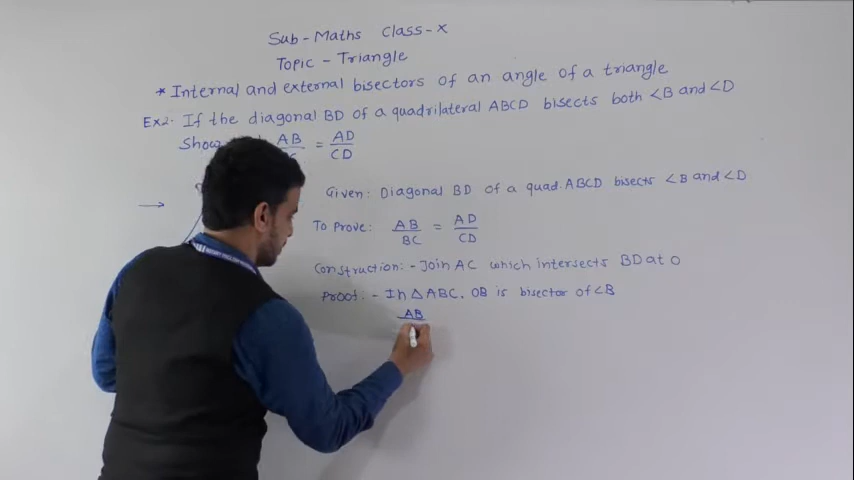 Sub-Maths Class-X
Topic - Triangle
* Internal and external bisectors of an angle of a triangle
Ex2. If the diagonal BD of a quadrilateral ABCD bisects both ∠B and ∠D
Show AB/ = AD/CD
Given: Diagonal BD of a quad. ABCD bisects ∠B and ∠D
To Prove: AB/BC = AD/CD
Construction: - Join AC which intersects BD at O
Proof: - In △ABC. OB is bisector of ∠B
AB